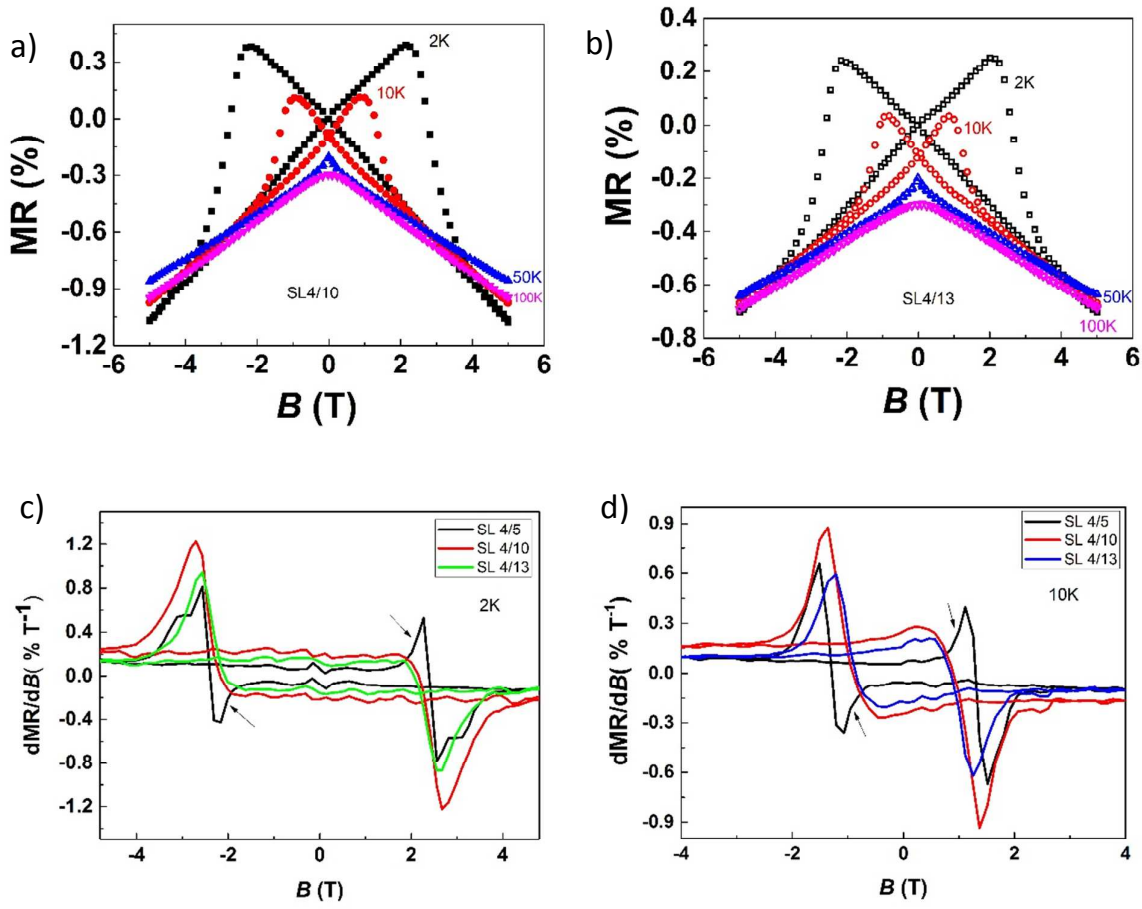 a)
0.3
0.0
-0.3
-0.6
-0.9
-1.2
MR (%)
2K
10K
50K
100K
SL4/10
-6 -4 -2 0 2 4 6
B (T)
b)
0.4
0.2
0.0
-0.2
-0.4
-0.6
-0.8
MR (%)
2K
10K
50K
100K
SL4/13
-6 -4 -2 0 2 4 6
B (T)
c)
1.2
0.8
0.4
0.0
-0.4
-0.8
-1.2
dMR/dB( % T⁻¹)
SL 4/5
SL 4/10
SL 4/13
2K
-4 -2 0 2 4
B (T)
d)
0.9
0.6
0.3
0.0
-0.3
-0.6
-0.9
dMR/dB( % T⁻¹)
SL 4/5
SL 4/10
SL 4/13
10K
-4 -2 0 2 4
B (T)